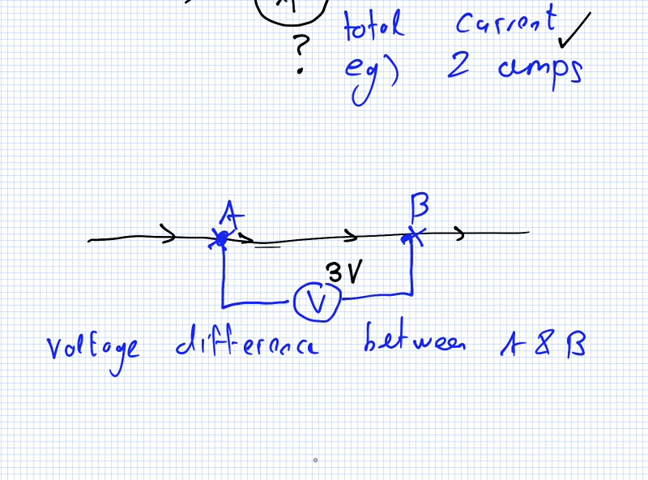 total current
? eg) 2 amps
A B
3V
V
voltage difference between A & B